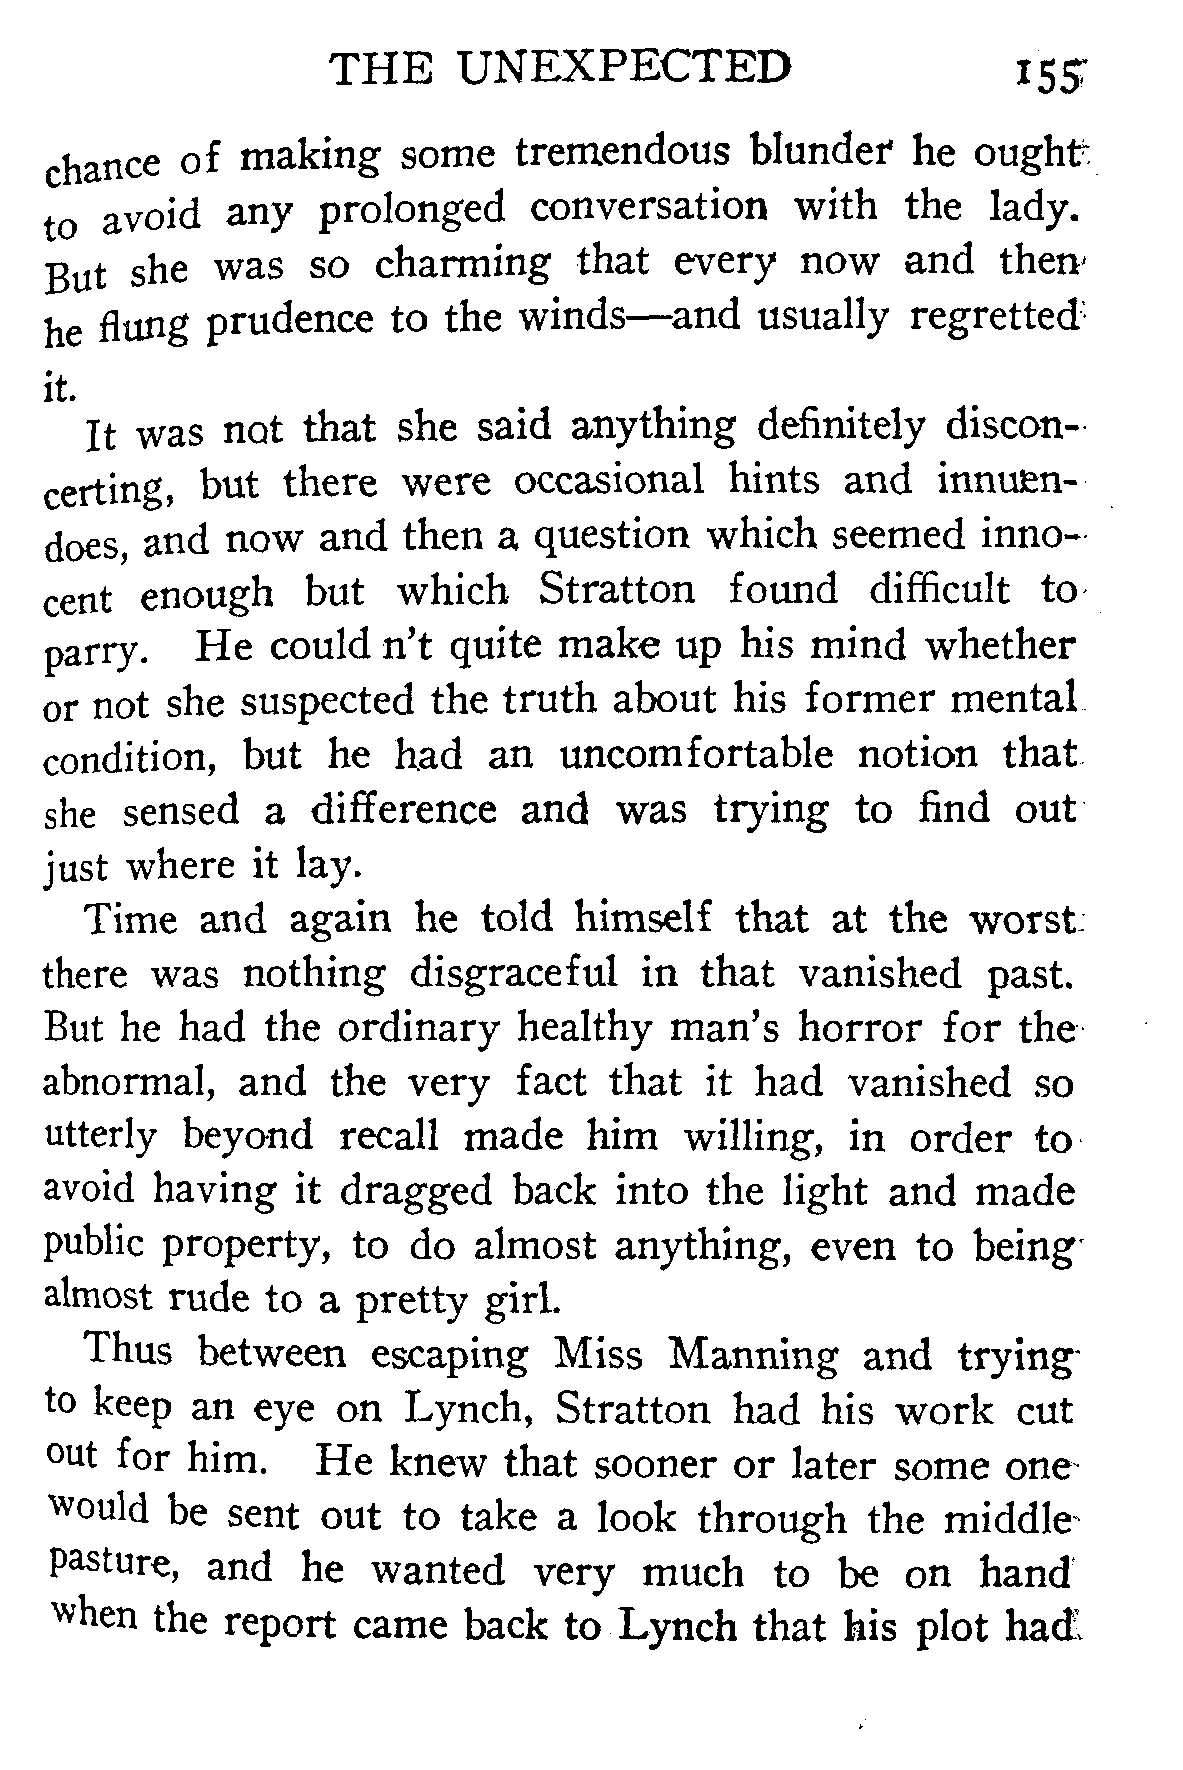 THE UNEXPECTED 155
chance of making some tremendous blunder he ought
to avoid any prolonged conversation with the lady.
But she was so charming that every now and then
he flung prudence to the winds—and usually regretted
it.
It was not that she said anything definitely discon-
certing, but there were occasional hints and innuen-
does, and now and then a question which seemed inno-
cent enough but which Stratton found difficult to
parry. He could n't quite make up his mind whether
or not she suspected the truth about his former mental
condition, but he had an uncomfortable notion that
she sensed a difference and was trying to find out
just where it lay.
Time and again he told himself that at the worst
there was nothing disgraceful in that vanished past.
But he had the ordinary healthy man's horror for the
abnormal, and the very fact that it had vanished so
utterly beyond recall made him willing, in order to
avoid having it dragged back into the light and made
public property, to do almost anything, even to being
almost rude to a pretty girl.
Thus between escaping Miss Manning and trying
to keep an eye on Lynch, Stratton had his work cut
out for him. He knew that sooner or later some one
would be sent out to take a look through the middle
pasture, and he wanted very much to be on hand
when the report came back to Lynch that his plot had